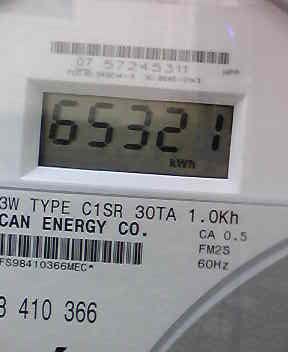 07 57245311
65321
kWh
3W TYPE C1SR 30TA 1.0Kh
CAN ENERGY CO.
CA 0.5
FM2S
60Hz
*FS98410366MEC*
8 410 366